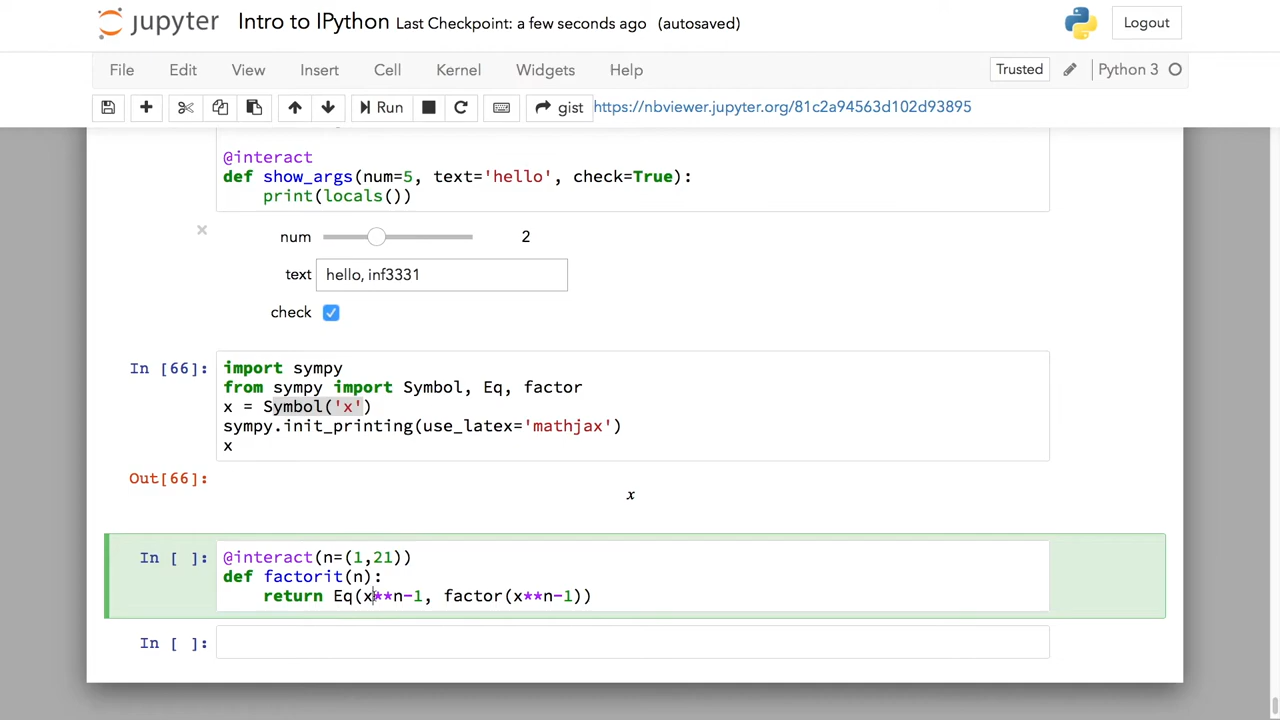 jupyter Intro to IPython Last Checkpoint: a few seconds ago (autosaved) Logout
File Edit View Insert Cell Kernel Widgets Help Trusted Python 3
Run gist https://nbviewer.jupyter.org/81c2a94563d102d93895
@interact
def show_args(num=5, text='hello', check=True):
    print(locals())
num 2
text hello, inf3331
check
In [66]: import sympy
from sympy import Symbol, Eq, factor
x = Symbol('x')
sympy.init_printing(use_latex='mathjax')
x
Out[66]:
x
In [ ]: @interact(n=(1,21))
def factorit(n):
    return Eq(x**n-1, factor(x**n-1))
In [ ]: